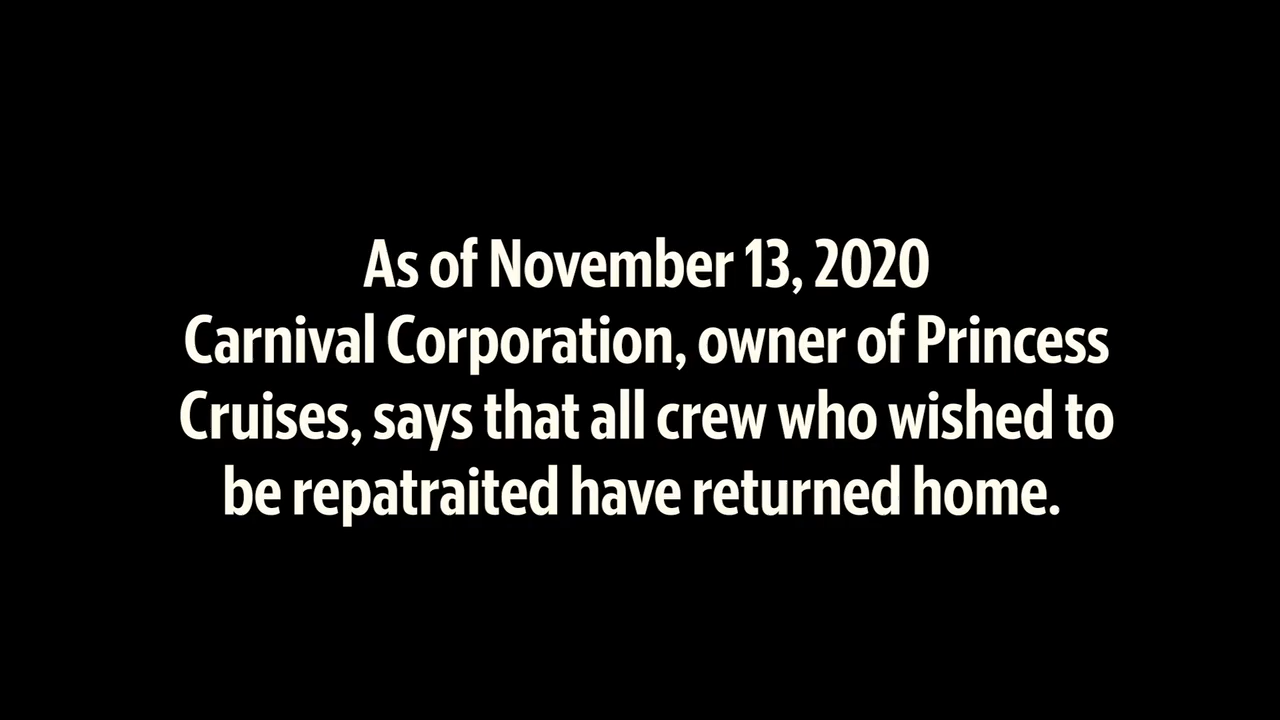 As of November 13, 2020
Carnival Corporation, owner of Princess
Cruises, says that all crew who wished to
be repatraited have returned home.